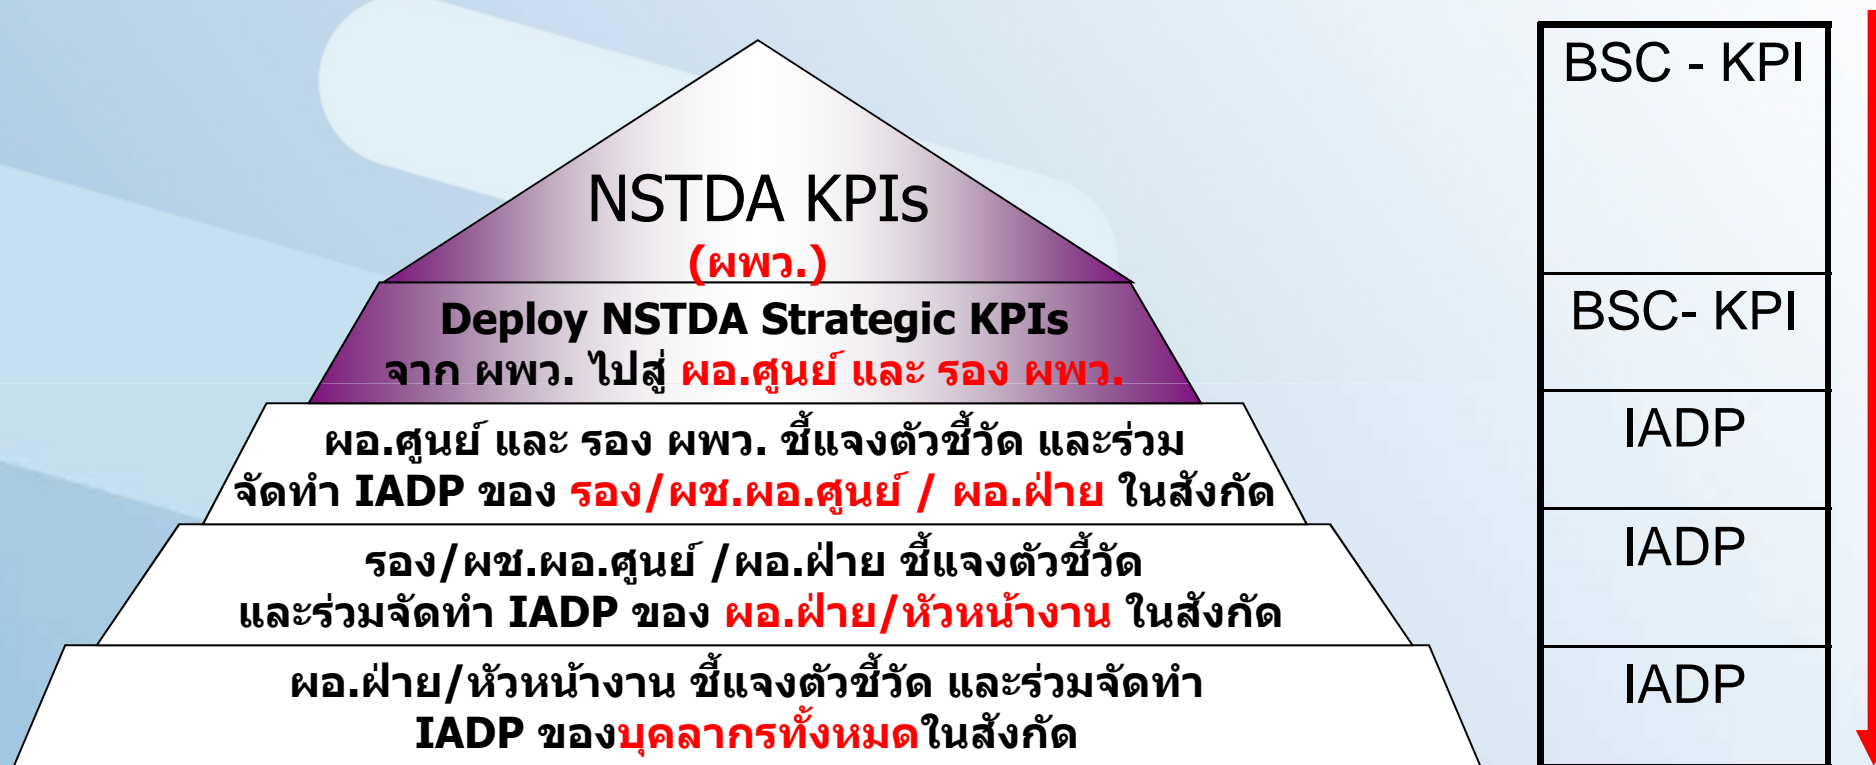 NSTDA KPIs
(ผพว.)
Deploy NSTDA Strategic KPIs
จาก ผพว. ไปสู่ ผอ.ศูนย์ และ รอง ผพว.
ผอ.ศูนย์ และ รอง ผพว. ชี้แจงตัวชี้วัด และร่วม
จัดทำ IADP ของ รอง/ผช.ผอ.ศูนย์ / ผอ.ฝ่าย ในสังกัด
รอง/ผช.ผอ.ศูนย์ /ผอ.ฝ่าย ชี้แจงตัวชี้วัด
และร่วมจัดทำ IADP ของ ผอ.ฝ่าย/หัวหน้างาน ในสังกัด
ผอ.ฝ่าย/หัวหน้างาน ชี้แจงตัวชี้วัด และร่วมจัดทำ
IADP ของบุคลากรทั้งหมดในสังกัด
BSC - KPI
BSC- KPI
IADP
IADP
IADP